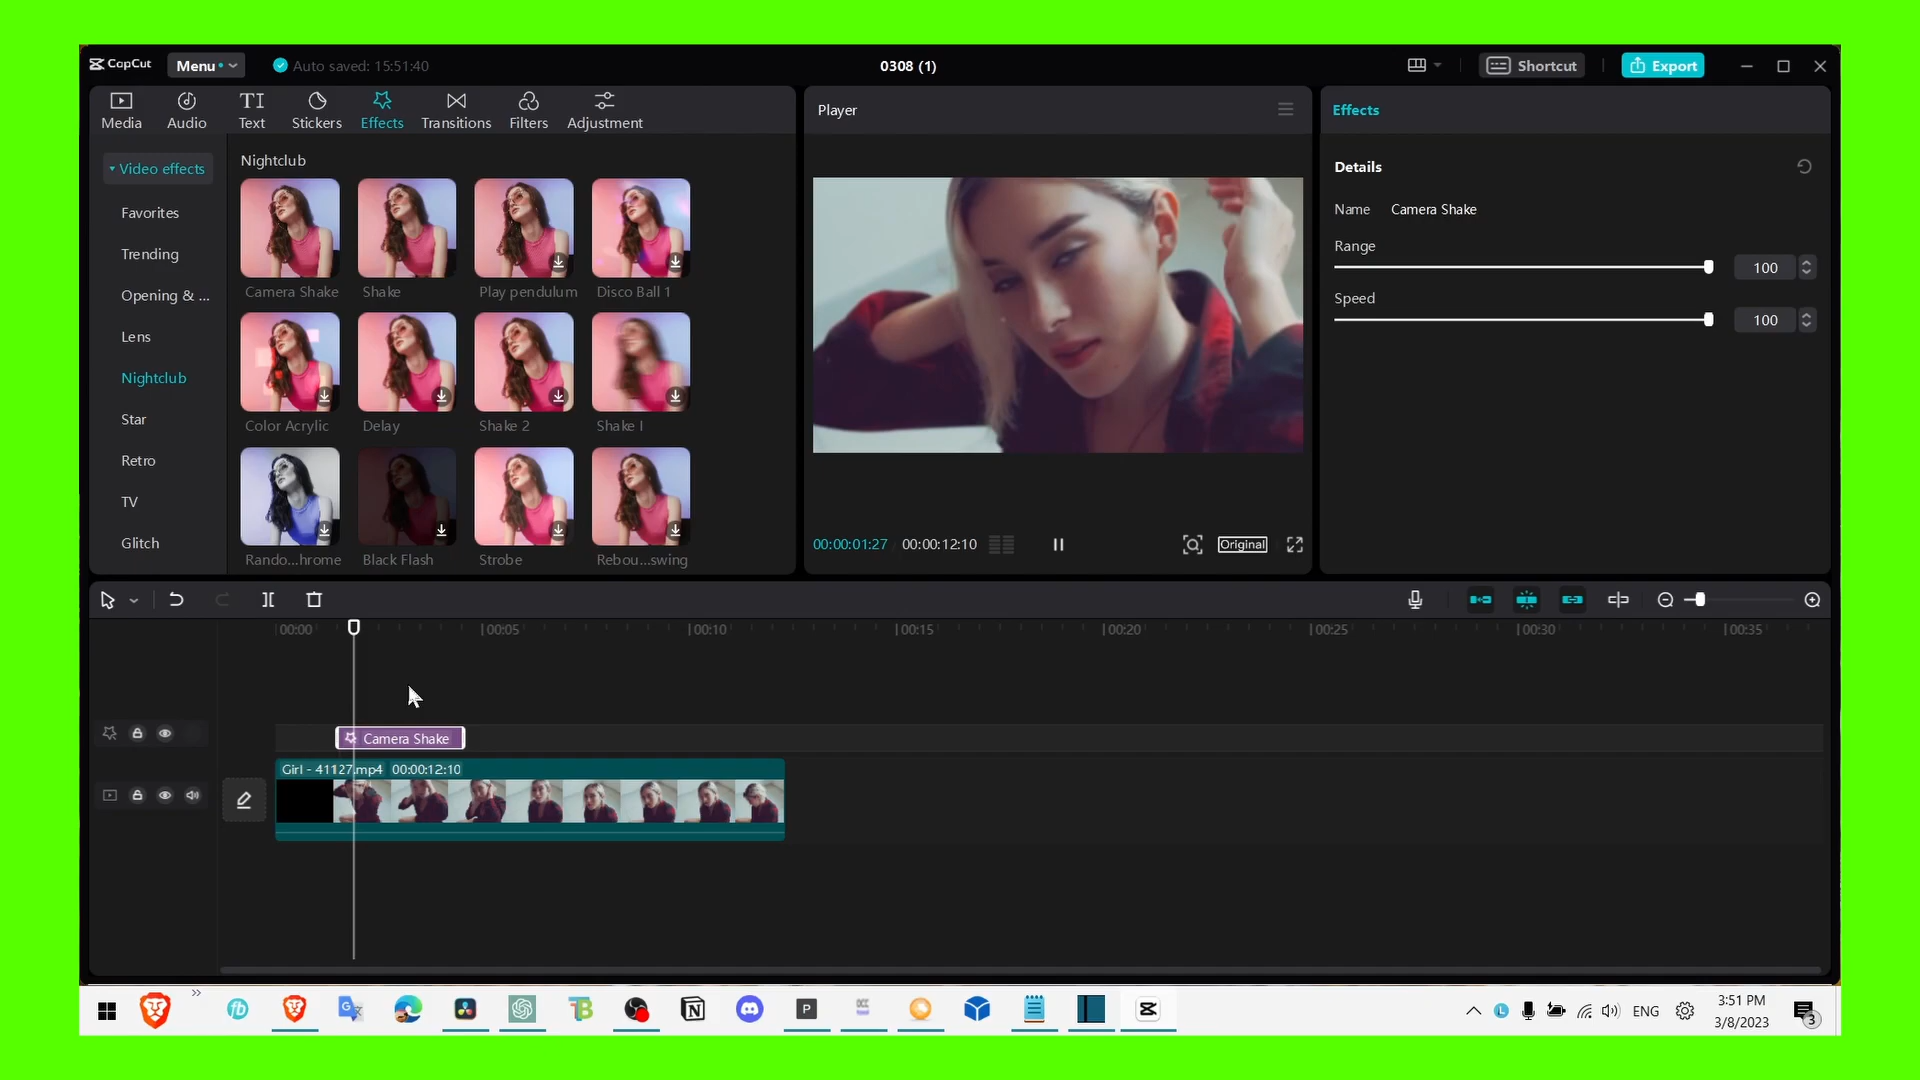 CapCut
Menu
Auto saved: 15:51:40
0308 (1)
Shortcut
Export
Media
Audio
TI
Text
Stickers
Effects
Transitions
Filters
Adjustment
Video effects
Favorites
Trending
Opening & ...
Lens
Nightclub
Star
Retro
TV
Glitch
Nightclub
Camera Shake
Shake
Play pendulum
Disco Ball 1
Color Acrylic
Delay
Shake 2
Shake I
Rando...hrome
Black Flash
Strobe
Rebou...swing
Player
00:00:01:27
00:00:12:10
Original
Effects
Details
Name Camera Shake
Range
100
Speed
100
00:00
00:05
00:10
00:15
00:20
00:25
00:30
00:35
Camera Shake
Girl - 41127.mp4 00:00:12:10
ENG
3:51 PM
3/8/2023
3